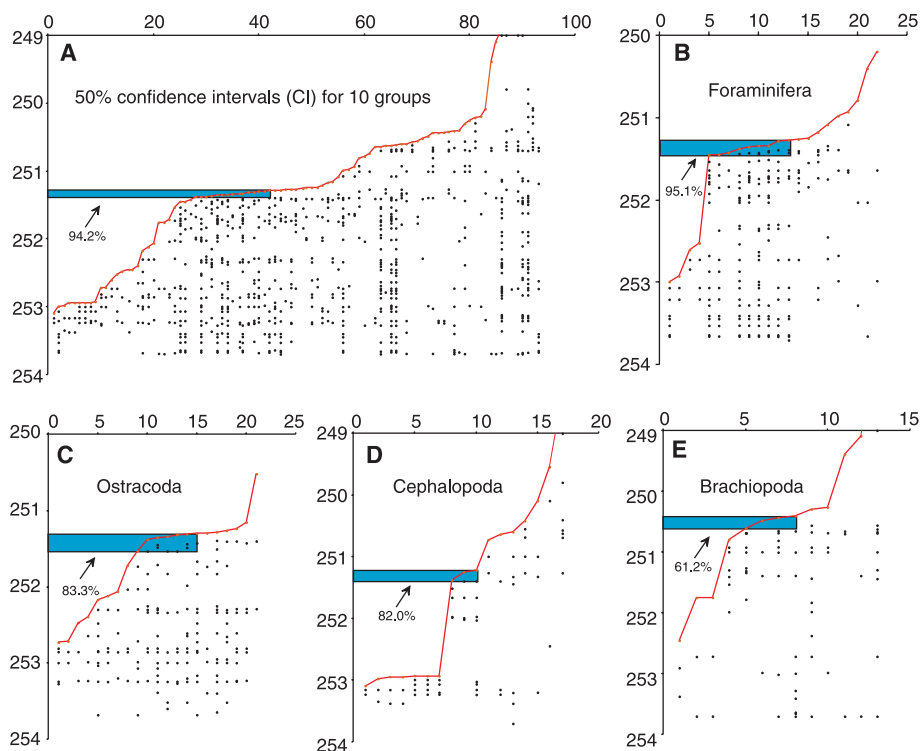 0 20 40 60 80 100
249
250
251
252
253
254
A
50% confidence intervals (CI) for 10 groups
94.2%
0 5 10 15 20 25
250
251
252
253
254
B
Foraminifera
95.1%
0 5 10 15 20 25
250
251
252
253
254
C
Ostracoda
83.3%
0 5 10 15 20
249
250
251
252
253
254
D
Cephalopoda
82.0%
0 5 10 15
249
250
251
252
253
254
E
Brachiopoda
61.2%